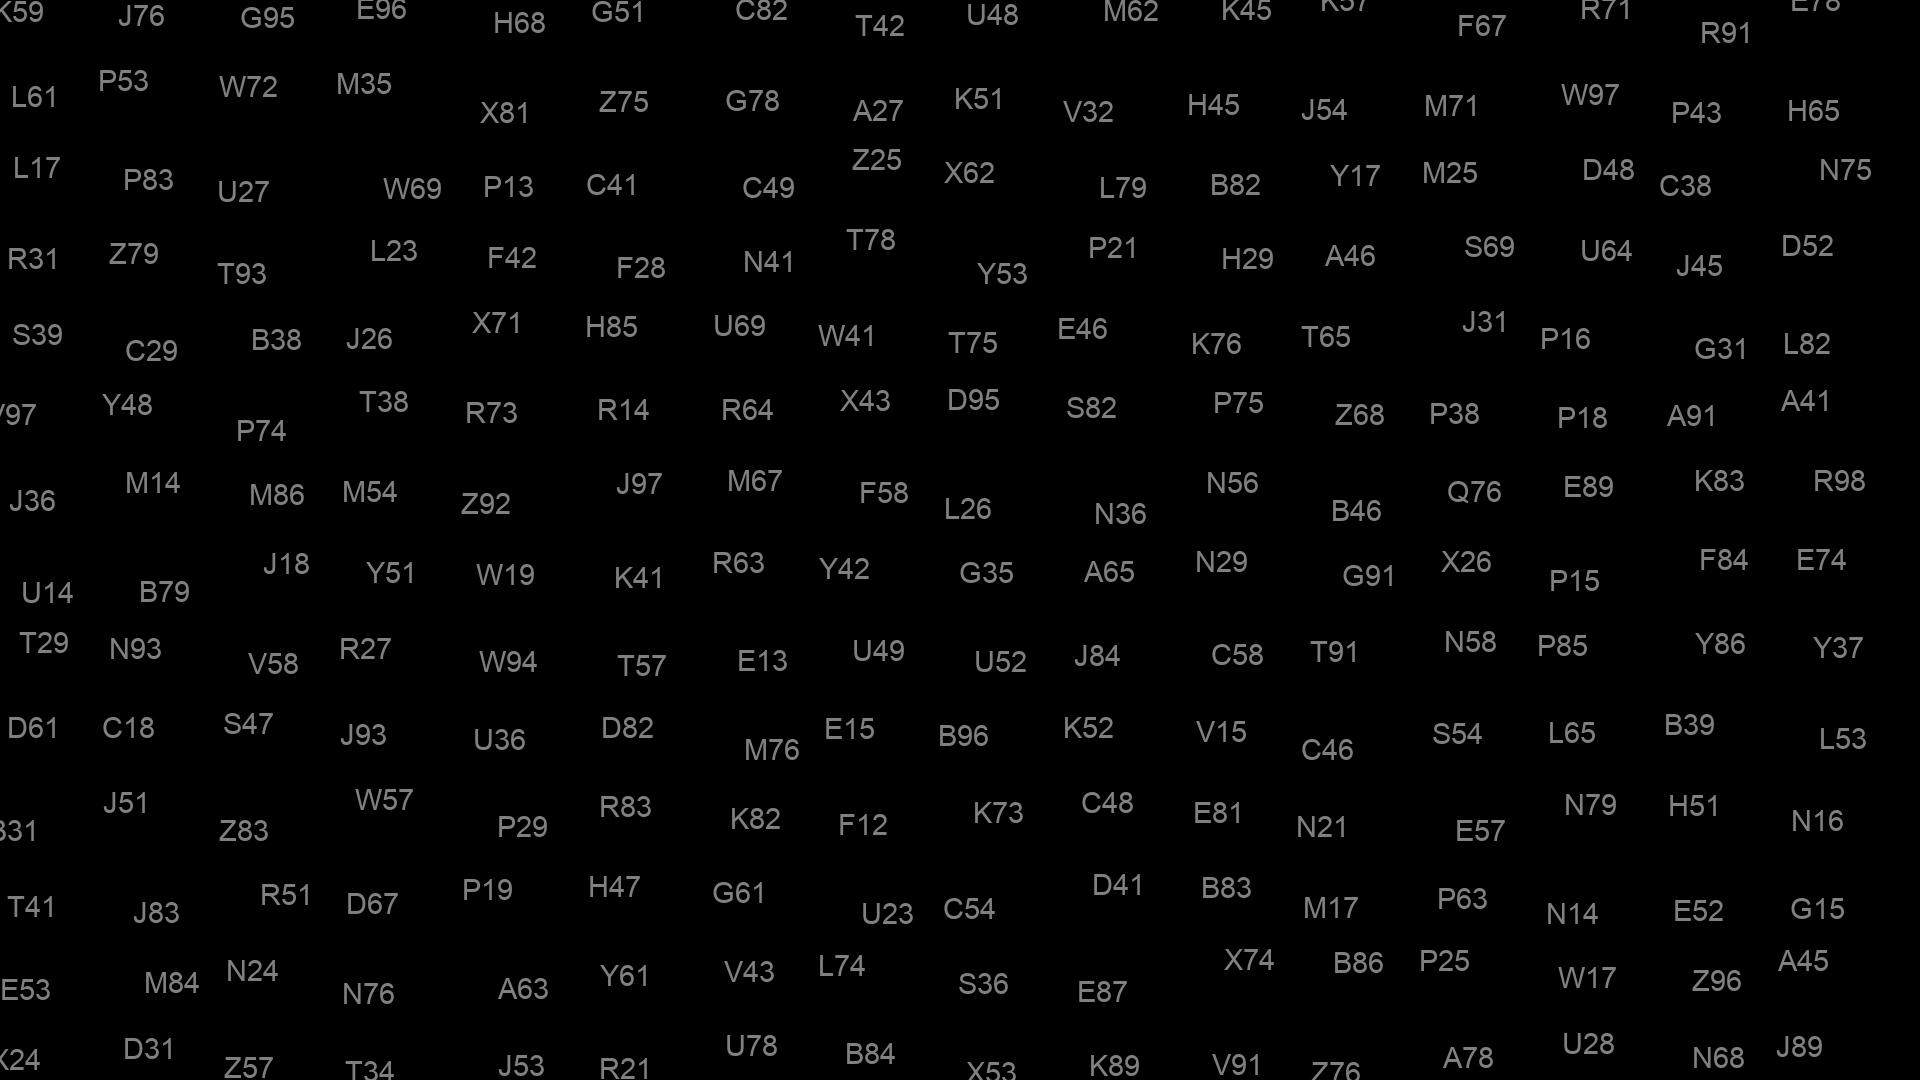 K59 J76 G95 E96 H68 G51 C82 T42 U48 M62 K45 K57 F67 R71 R91 E78
L61 P53 W72 M35 X81 Z75 G78 A27 K51 V32 H45 J54 M71 W97 P43 H65
L17 P83 U27 W69 P13 C41 C49 Z25 X62 L79 B82 Y17 M25 D48 C38 N75
R31 Z79 T93 L23 F42 F28 N41 T78 Y53 P21 H29 A46 S69 U64 J45 D52
S39 C29 B38 J26 X71 H85 U69 W41 T75 E46 K76 T65 J31 P16 G31 L82
Y48 P74 T38 R73 R14 R64 X43 D95 S82 P75 Z68 P38 P18 A91 A41
J36 M14 M86 M54 Z92 J97 M67 F58 L26 N36 N56 B46 Q76 E89 K83 R98
U14 B79 J18 Y51 W19 K41 R63 Y42 G35 A65 N29 G91 X26 P15 F84 E74
T29 N93 V58 R27 W94 T57 E13 U49 U52 J84 C58 T91 N58 P85 Y86 Y37
D61 C18 S47 J93 U36 D82 M76 E15 B96 K52 V15 C46 S54 L65 B39 L53
B31 J51 Z83 W57 P29 R83 K82 F12 K73 C48 E81 N21 E57 N79 H51 N16
T41 J83 R51 D67 P19 H47 G61 U23 C54 D41 B83 M17 P63 N14 E52 G15
E53 M84 N24 N76 A63 Y61 V43 L74 S36 E87 X74 B86 P25 W17 Z96 A45
D31 Z57 T34 J53 R21 U78 B84 X53 K89 V91 Z76 A78 U28 N68 J89